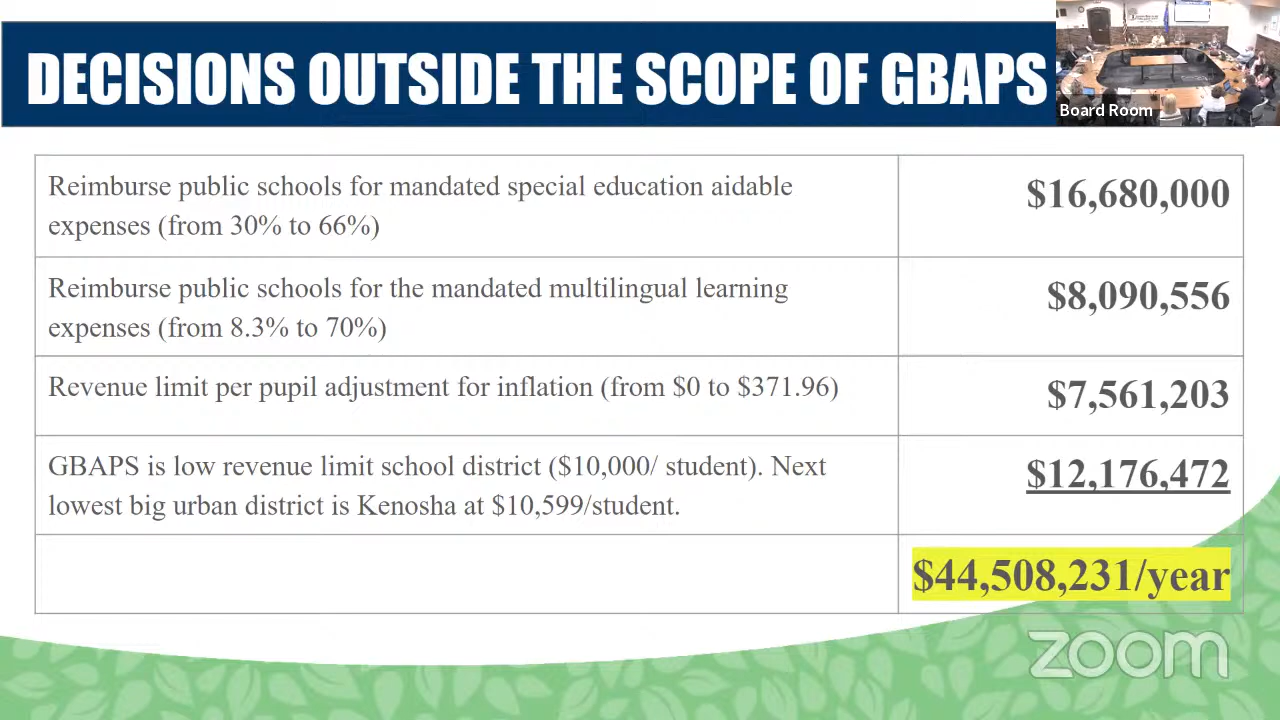 DECISIONS OUTSIDE THE SCOPE OF GBAPS
Board Room
Reimburse public schools for mandated special education aidable
expenses (from 30% to 66%)
$16,680,000
Reimburse public schools for the mandated multilingual learning
expenses (from 8.3% to 70%)
$8,090,556
Revenue limit per pupil adjustment for inflation (from $0 to $371.96)
$7,561,203
GBAPS is low revenue limit school district ($10,000/ student). Next
lowest big urban district is Kenosha at $10,599/student.
$12,176,472
$44,508,231/year
zoom